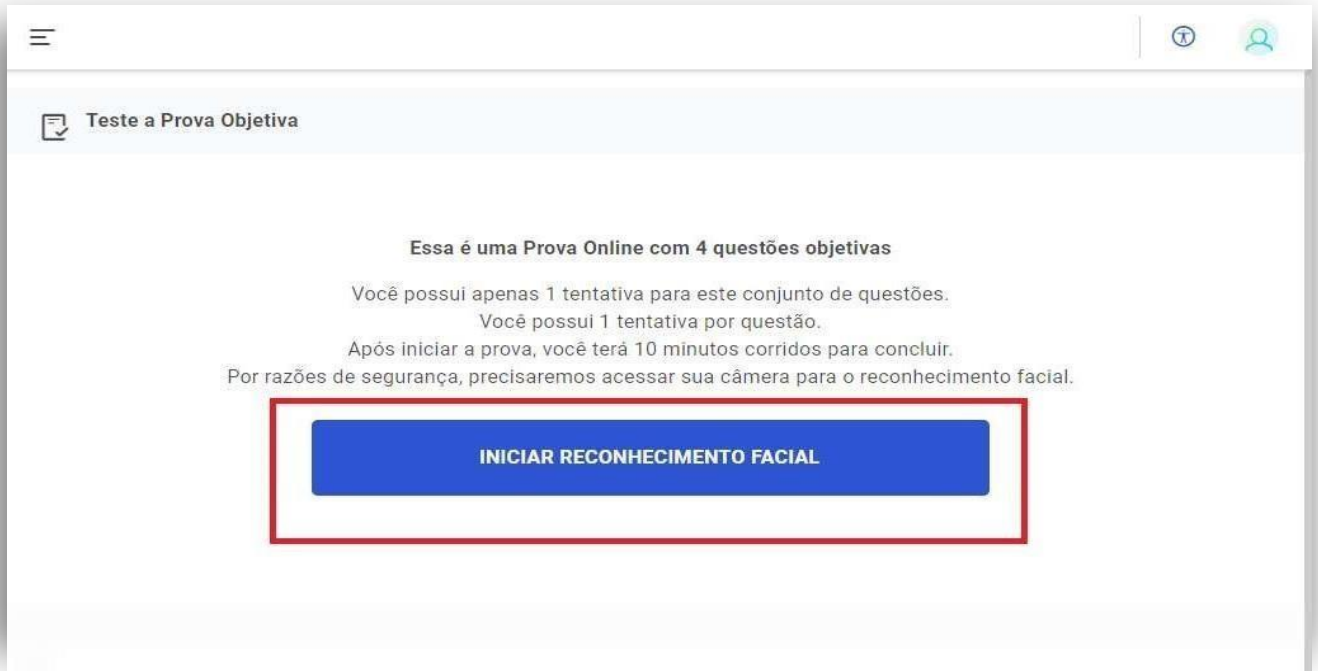 Teste a Prova Objetiva
Essa é uma Prova Online com 4 questões objetivas
Você possui apenas 1 tentativa para este conjunto de questões.
Você possui 1 tentativa por questão.
Após iniciar a prova, você terá 10 minutos corridos para concluir.
Por razões de segurança, precisaremos acessar sua câmera para o reconhecimento facial.
INICIAR RECONHECIMENTO FACIAL